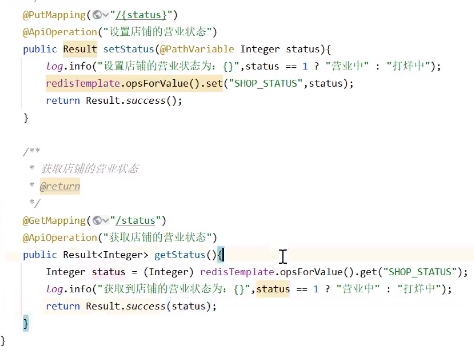 @PutMapping("/{status}")
@ApiOperation("设置店铺的营业状态")
public Result setStatus(@PathVariable Integer status){
log.info("设置店铺的营业状态为：{}",status == 1 ? "营业中" : "打烊中");
redisTemplate.opsForValue().set("SHOP_STATUS",status);
return Result.success();
}
/**
* 获取店铺的营业状态
* @return
*/
@GetMapping("/status")
@ApiOperation("获取店铺的营业状态")
public Result<Integer> getStatus(){
Integer status = (Integer) redisTemplate.opsForValue().get("SHOP_STATUS");
log.info("获取到店铺的营业状态为：{}",status == 1 ? "营业中" : "打烊中");
return Result.success(status);
}
}